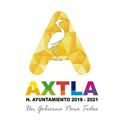 AXTLA
H. AYUNTAMIENTO 2018 - 2021
Un Gobierno Para Todos